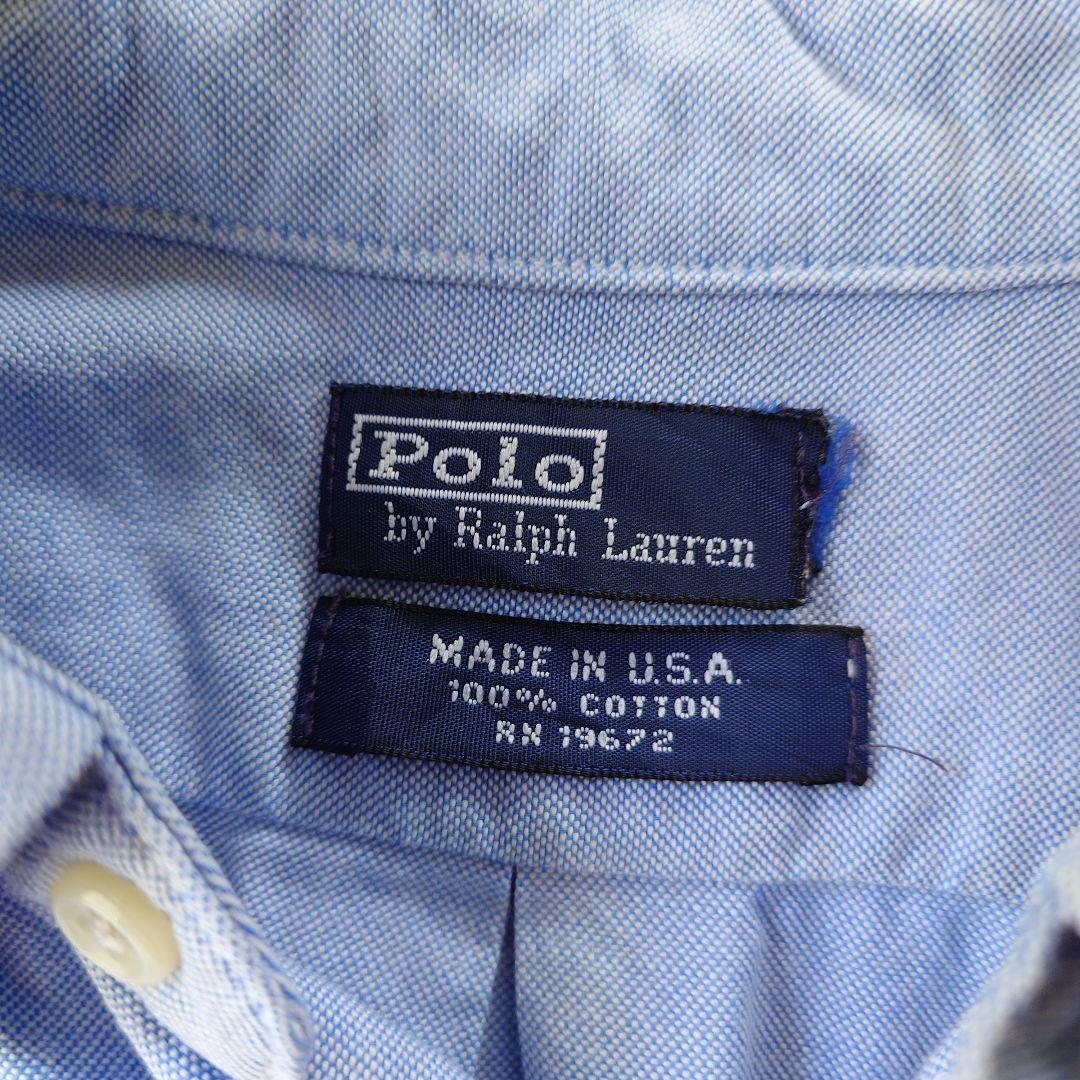 Polo
by Ralph Lauren
MADE IN U.S.A.
100% COTTON
RN 19672